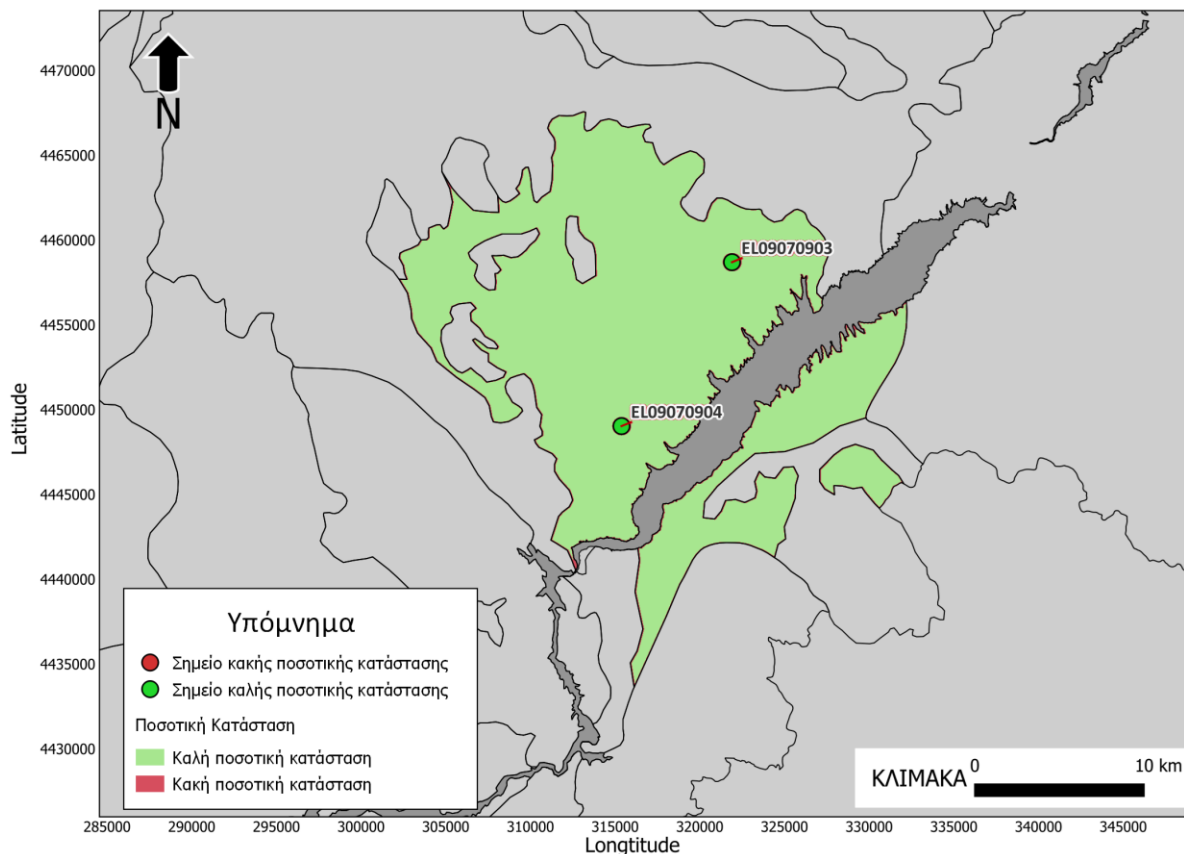 4470000
N
4465000
4460000
EL09070903
4455000
4450000
EL09070904
Latitude
4445000
4440000
Υπόμνημα
Σημείο κακής ποσοτικής κατάστασης
4435000
Σημείο καλής ποσοτικής κατάστασης
Ποσοτική Κατάσταση
4430000
Καλή ποσοτική κατάσταση
Κακή ποσοτική κατάσταση
ΚΛΙΜΑΚΑ 0 10 km
285000 290000 295000 300000 305000 310000 315000 320000 325000 330000 335000 340000 345000
Longtitude